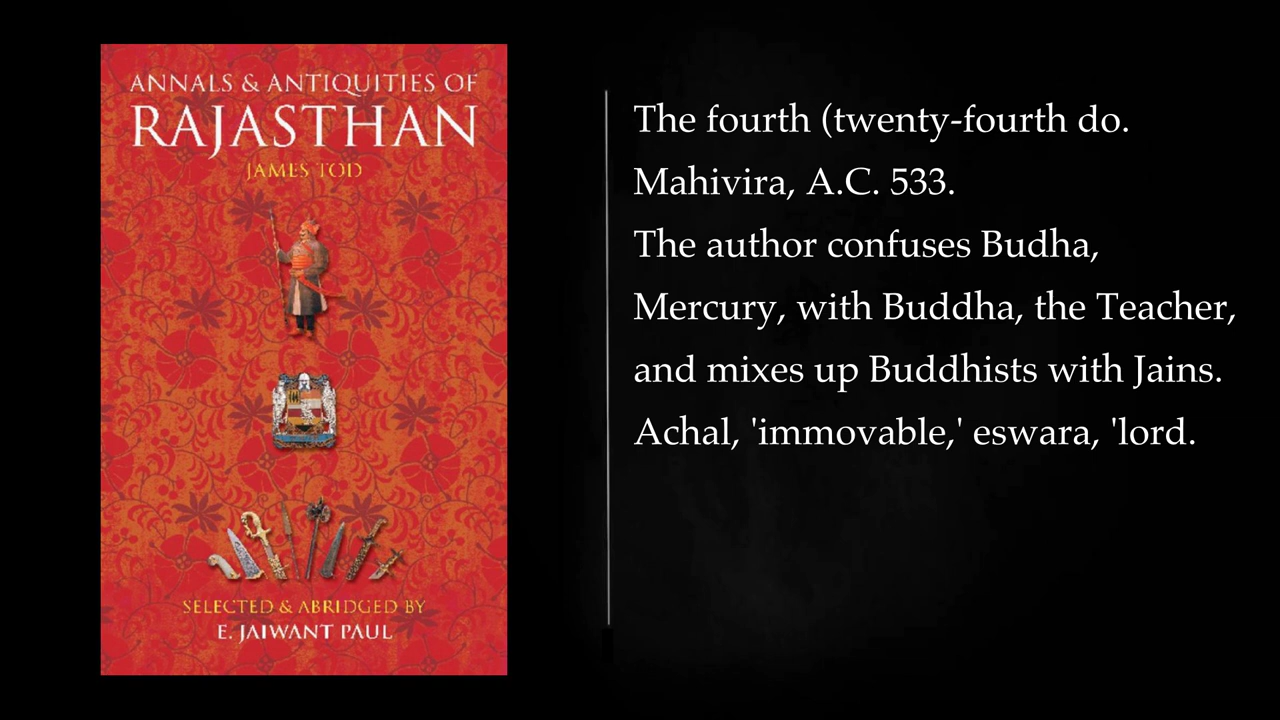 ANNALS & ANTIQUITIES OF
RAJASTHAN
JAMES TOD
SELECTED & ABRIDGED BY
E. JAIWANT PAUL
The fourth (twenty-fourth do.
Mahivira, A.C. 533.
The author confuses Budha,
Mercury, with Buddha, the Teacher,
and mixes up Buddhists with Jains.
Achal, 'immovable,' eswara, 'lord.